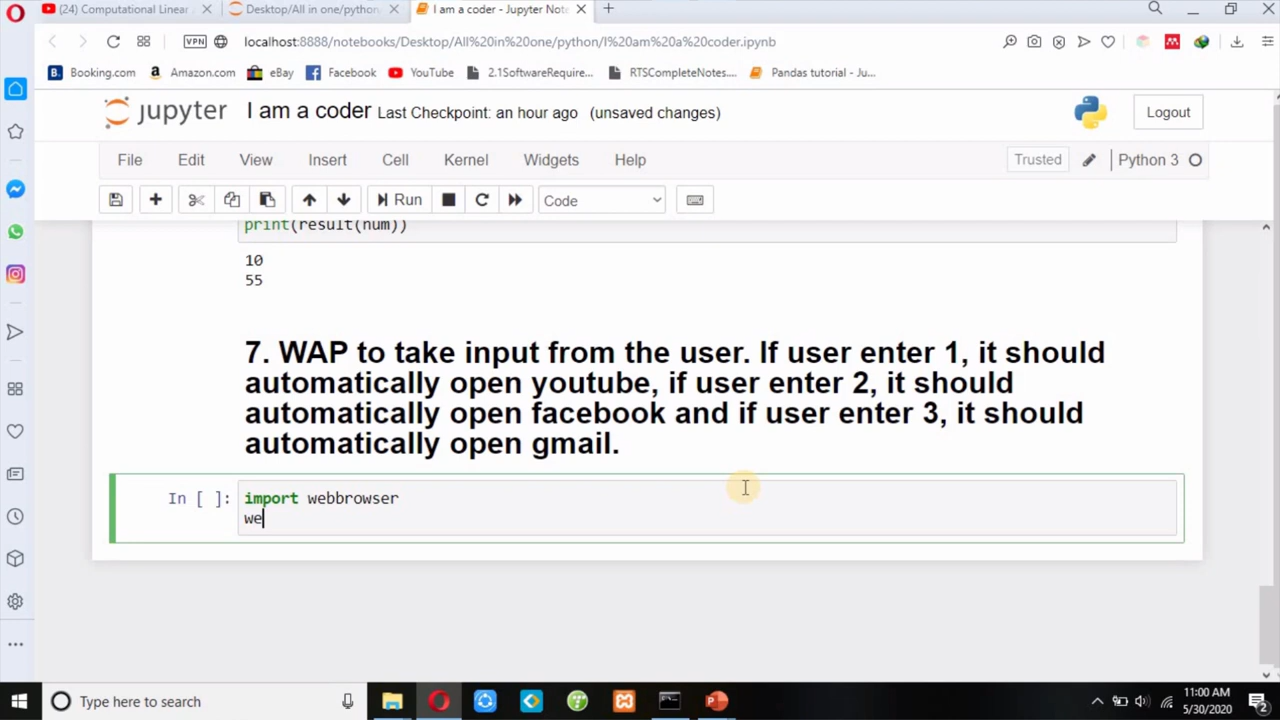 (24) Computational Linear
Desktop/All in one/python
I am a coder - Jupyter Note
VPN
localhost:8888/notebooks/Desktop/All%20in%20one/python/I%20am%20a%20coder.ipynb
Booking.com
Amazon.com
eBay
Facebook
YouTube
2.1SoftwareRequire...
RTSCompleteNotes....
Pandas tutorial - Ju...
jupyter
I am a coder Last Checkpoint: an hour ago (unsaved changes)
Logout
File Edit View Insert Cell Kernel Widgets Help
Trusted
Python 3
Run
Code
print(result(num))
10
55
7. WAP to take input from the user. If user enter 1, it should
automatically open youtube, if user enter 2, it should
automatically open facebook and if user enter 3, it should
automatically open gmail.
In [ ]: import webbrowser
we
Type here to search
11:00 AM
5/30/2020
2